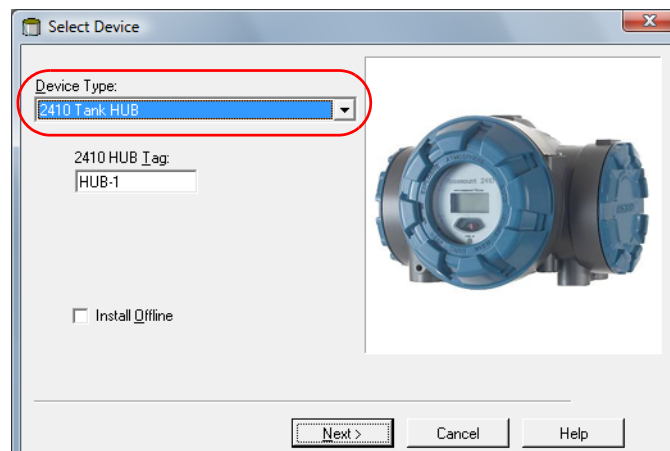 Select Device
Device Type:
2410 Tank HUB
2410 HUB Tag:
HUB-1
Install Offline
Next >
Cancel
Help